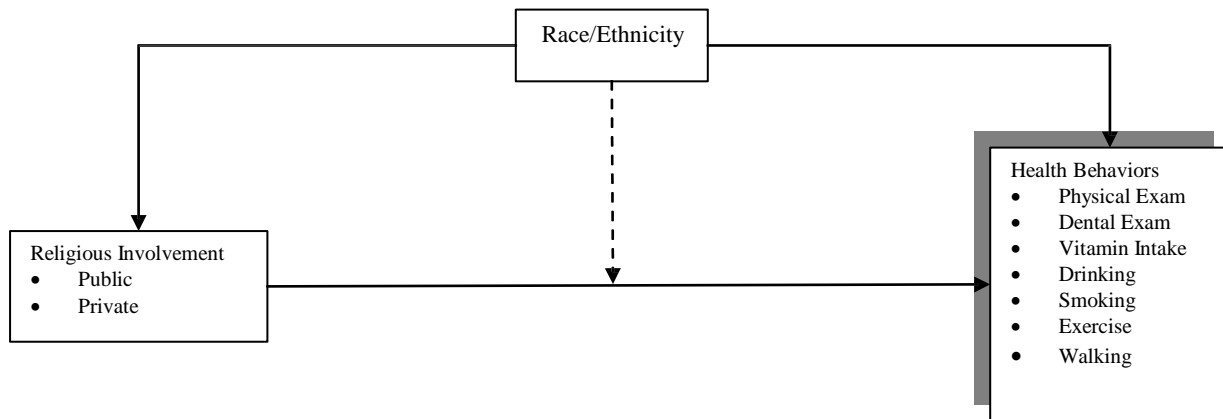 Race/Ethnicity
Health Behaviors
• Physical Exam
• Dental Exam
• Vitamin Intake
• Drinking
• Smoking
• Exercise
• Walking
Religious Involvement
• Public
• Private